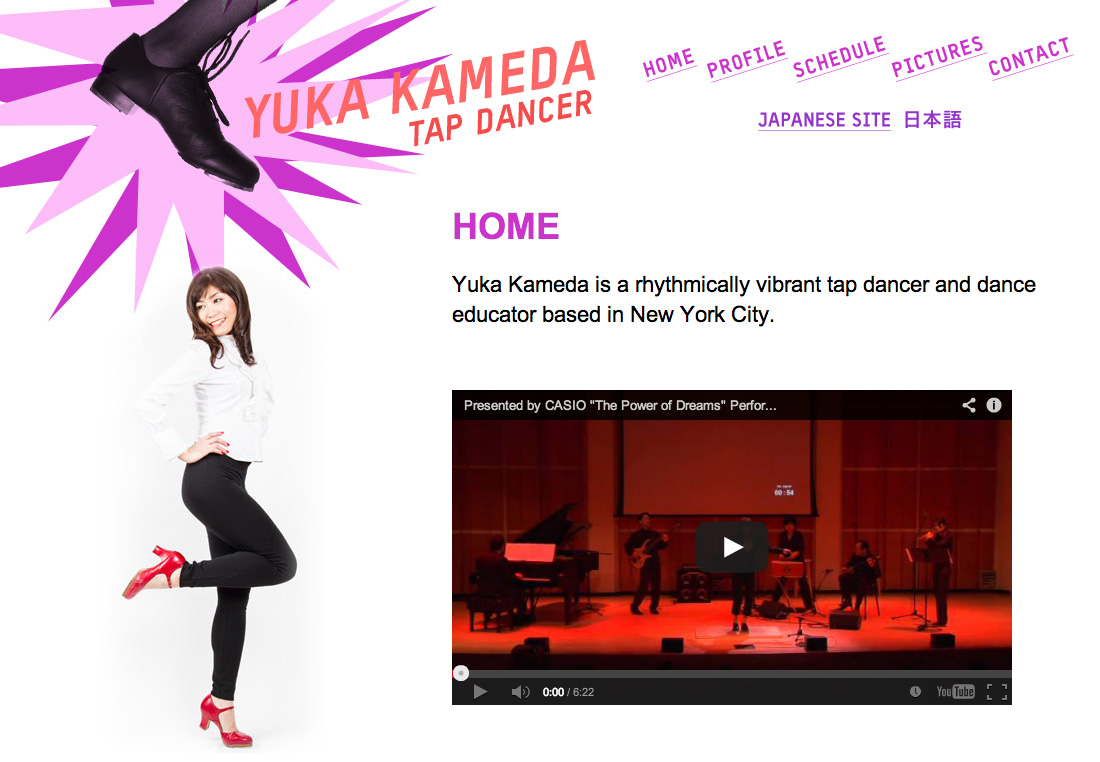 YUKA KAMEDA
TAP DANCER
HOME PROFILE SCHEDULE PICTURES CONTACT
JAPANESE SITE 日本語
HOME
Yuka Kameda is a rhythmically vibrant tap dancer and dance
educator based in New York City.
Presented by CASIO "The Power of Dreams" Perfor...
00:54
0:00 / 6:22
YouTube